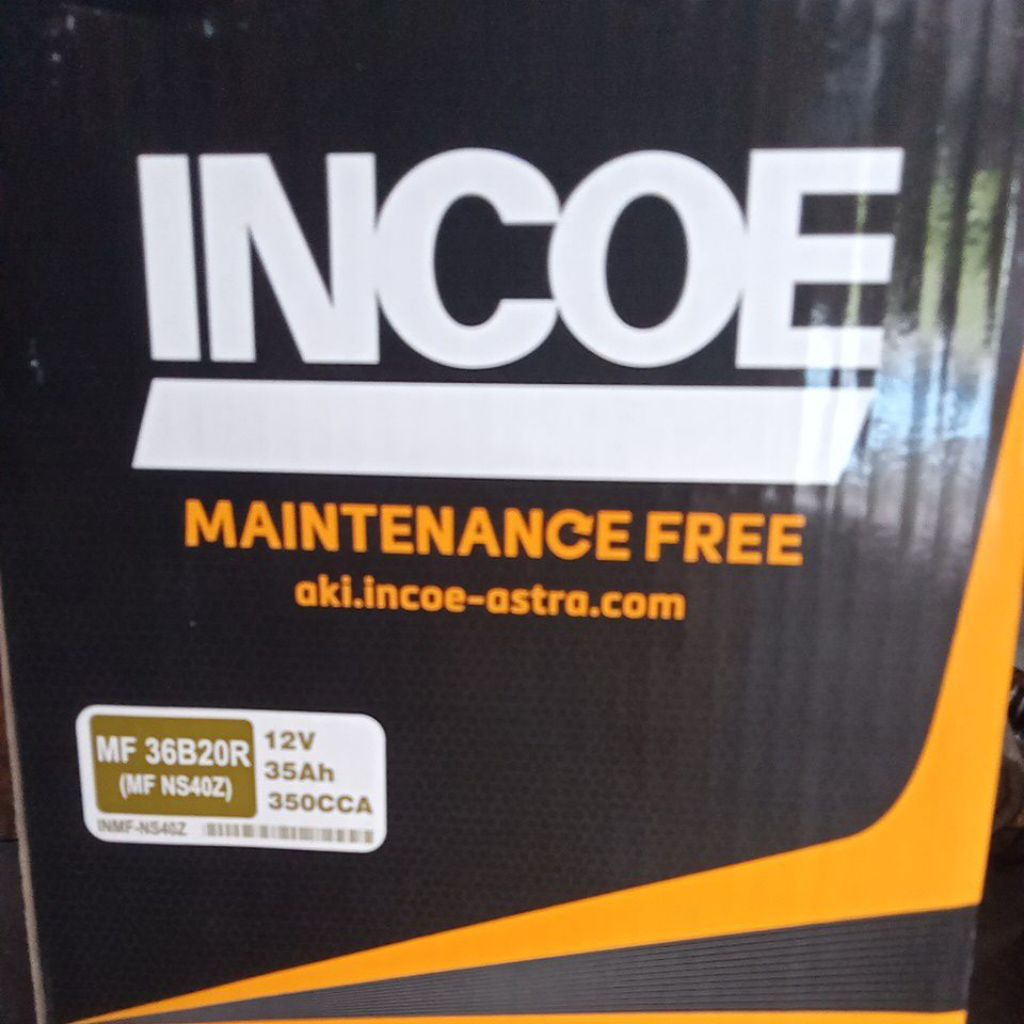 INCOE
MAINTENANCE FREE
aki.incoe-astra.com
MF 36B20R
(MF NS40Z)
12V
35Ah
350CCA
INMF-NS40Z